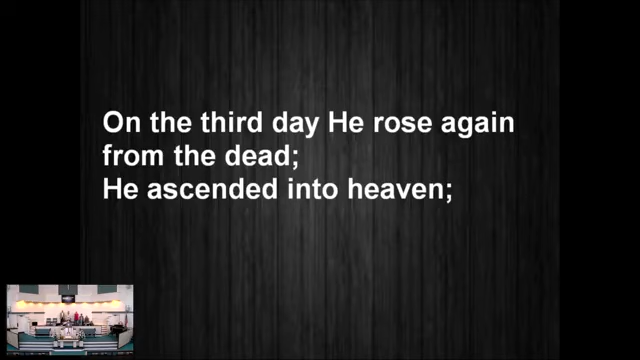 On the third day He rose again
from the dead;
He ascended into heaven;